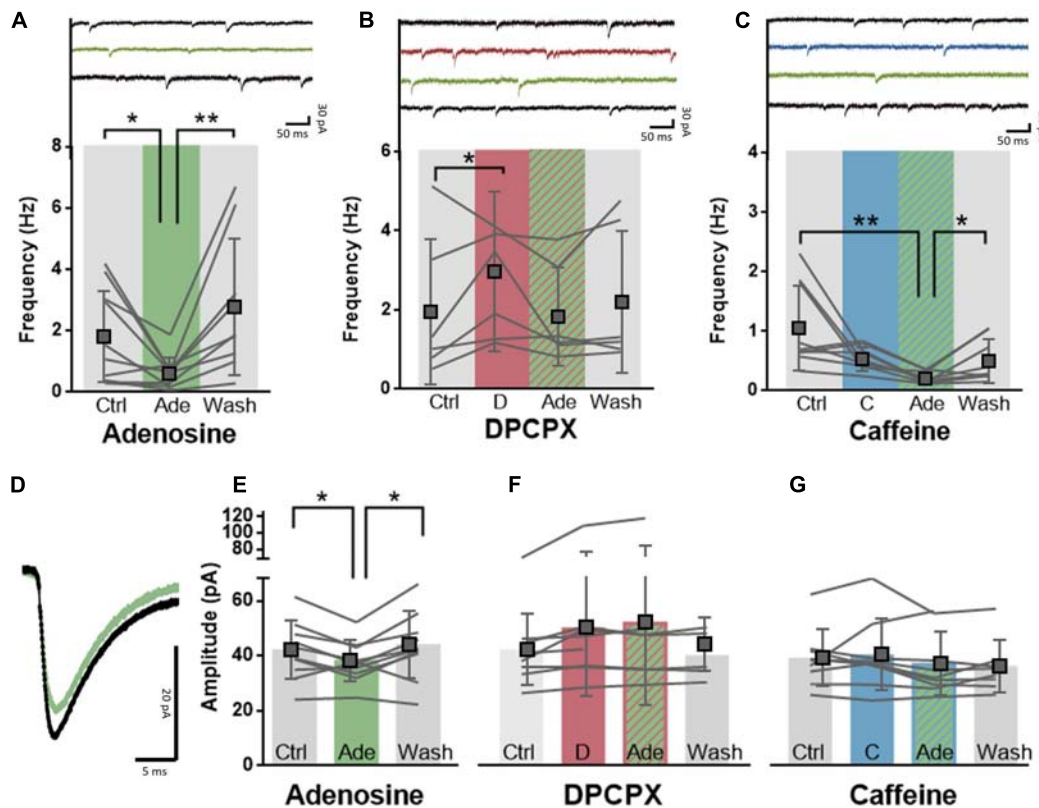 A
B
C
30 pA
50 ms
30 pA
50 ms
50 ms
* **
*
** *
Frequency (Hz)
8
6
4
2
0
Ctrl Ade Wash
Adenosine
Frequency (Hz)
6
4
2
0
Ctrl D Ade Wash
DPCPX
Frequency (Hz)
4
3
2
1
0
Ctrl C Ade Wash
Caffeine
D
20 pA
5 ms
E
* *
Amplitude (pA)
120
100
80
60
40
20
0
Ctrl Ade Wash
Adenosine
F
Ctrl D Ade Wash
DPCPX
G
Ctrl C Ade Wash
Caffeine